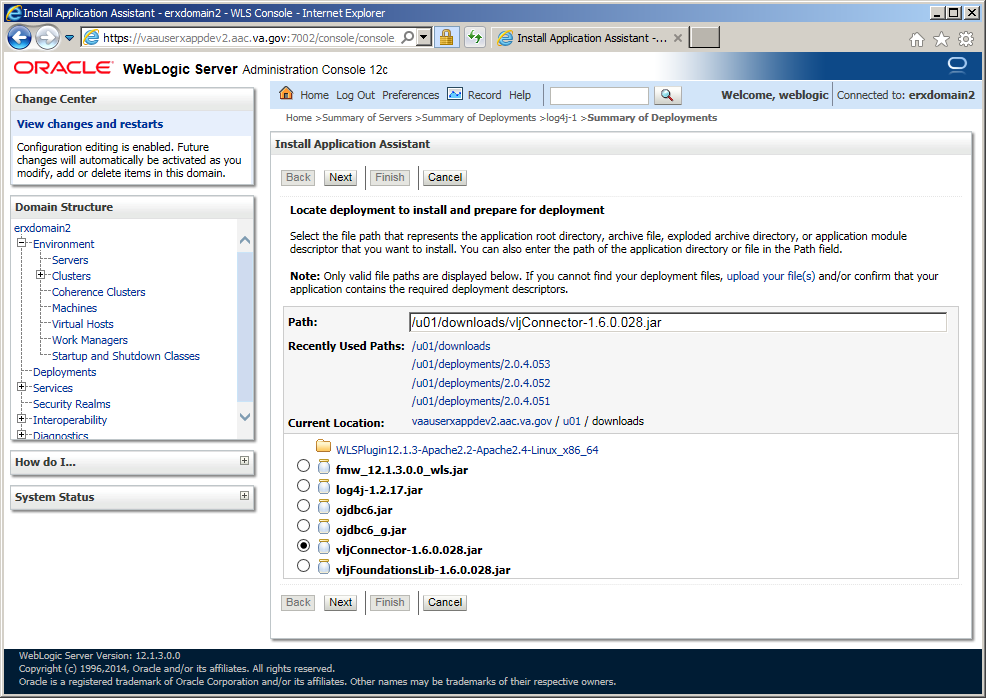 Install Application Assistant - erxdomain2 - WLS Console - Internet Explorer
https://vaauserxappdev2.aac.va.gov:7002/console/console
Install Application Assistant -...
ORACLE WebLogic Server Administration Console 12c
Change Center
View changes and restarts
Configuration editing is enabled. Future
changes will automatically be activated as you
modify, add or delete items in this domain.
Domain Structure
erxdomain2
Environment
Servers
Clusters
Coherence Clusters
Machines
Virtual Hosts
Work Managers
Startup and Shutdown Classes
Deployments
Services
Security Realms
Interoperability
Diagnostics
How do I...
System Status
Home Log Out Preferences Record Help
Welcome, weblogic Connected to: erxdomain2
Home >Summary of Servers >Summary of Deployments >log4j-1 >Summary of Deployments
Install Application Assistant
Back Next Finish Cancel
Locate deployment to install and prepare for deployment
Select the file path that represents the application root directory, archive file, exploded archive directory, or application module
descriptor that you want to install. You can also enter the path of the application directory or file in the Path field.
Note: Only valid file paths are displayed below. If you cannot find your deployment files, upload your file(s) and/or confirm that your
application contains the required deployment descriptors.
Path: /u01/downloads/vljConnector-1.6.0.028.jar
Recently Used Paths: /u01/downloads
/u01/deployments/2.0.4.053
/u01/deployments/2.0.4.052
/u01/deployments/2.0.4.051
Current Location: vaauserxappdev2.aac.va.gov / u01 / downloads
WLSPlugin12.1.3-Apache2.2-Apache2.4-Linux_x86_64
fmw_12.1.3.0.0_wls.jar
log4j-1.2.17.jar
ojdbc6.jar
ojdbc6_g.jar
vljConnector-1.6.0.028.jar
vljFoundationsLib-1.6.0.028.jar
Back Next Finish Cancel
WebLogic Server Version: 12.1.3.0.0
Copyright (c) 1996,2014, Oracle and/or its affiliates. All rights reserved.
Oracle is a registered trademark of Oracle Corporation and/or its affiliates. Other names may be trademarks of their respective owners.